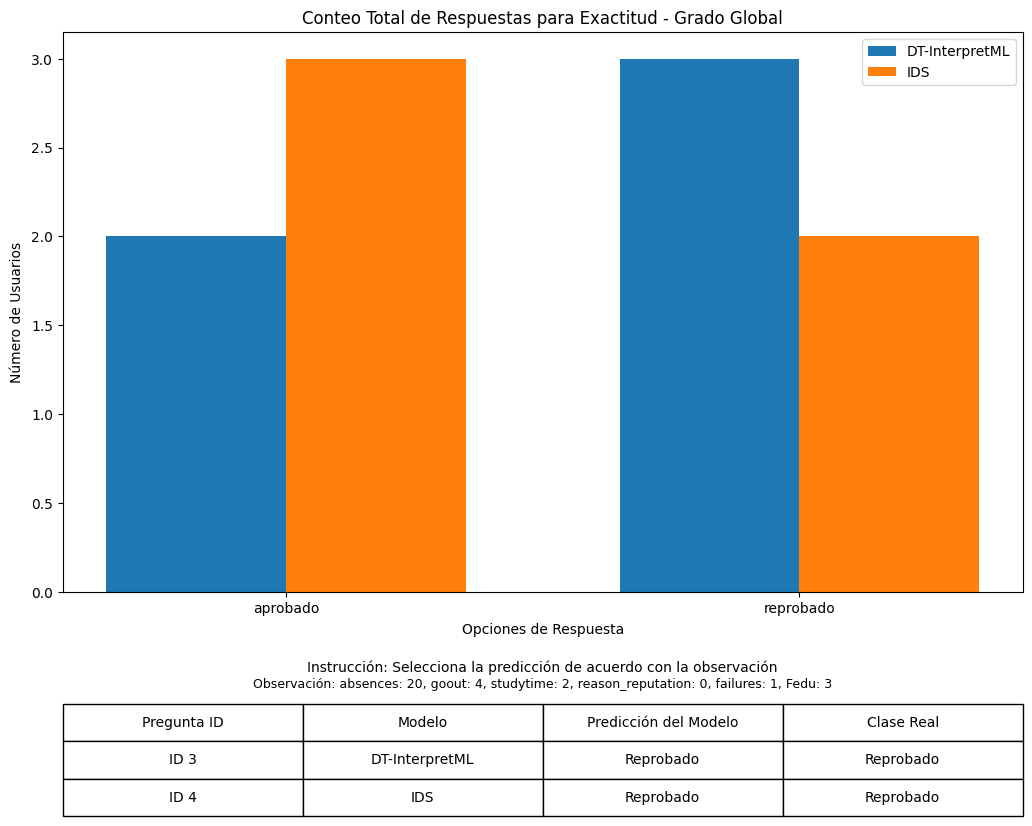 Conteo Total de Respuestas para Exactitud - Grado Global
DT-InterpretML
IDS
Número de Usuarios
3.0
2.5
2.0
1.5
1.0
0.5
0.0
aprobado
reprobado
Opciones de Respuesta
Instrucción: Selecciona la predicción de acuerdo con la observación
Observación: absences: 20, goout: 4, studytime: 2, reason_reputation: 0, failures: 1, Fedu: 3
Pregunta ID Modelo Predicción del Modelo Clase Real
ID 3 DT-InterpretML Reprobado Reprobado
ID 4 IDS Reprobado Reprobado